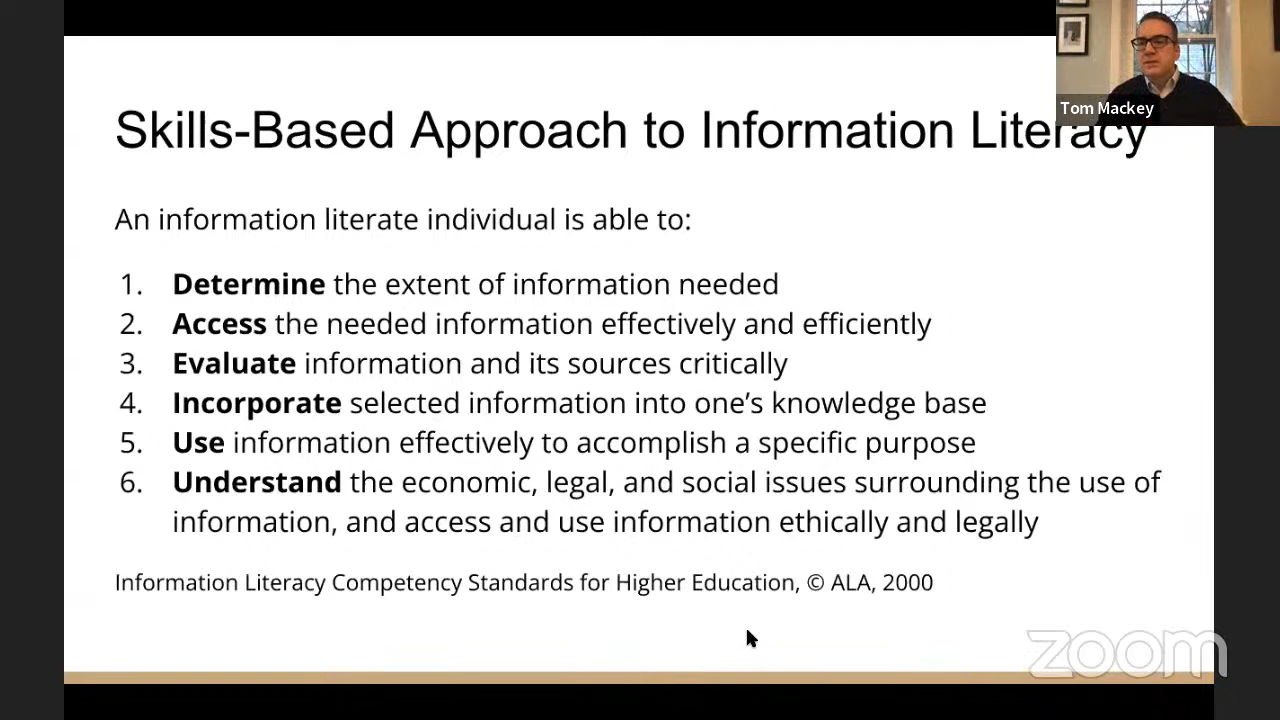 Skills-Based Approach to Information Literacy
Tom Mackey
An information literate individual is able to:
1. Determine the extent of information needed
2. Access the needed information effectively and efficiently
3. Evaluate information and its sources critically
4. Incorporate selected information into one’s knowledge base
5. Use information effectively to accomplish a specific purpose
6. Understand the economic, legal, and social issues surrounding the use of
information, and access and use information ethically and legally
Information Literacy Competency Standards for Higher Education, © ALA, 2000
zoom